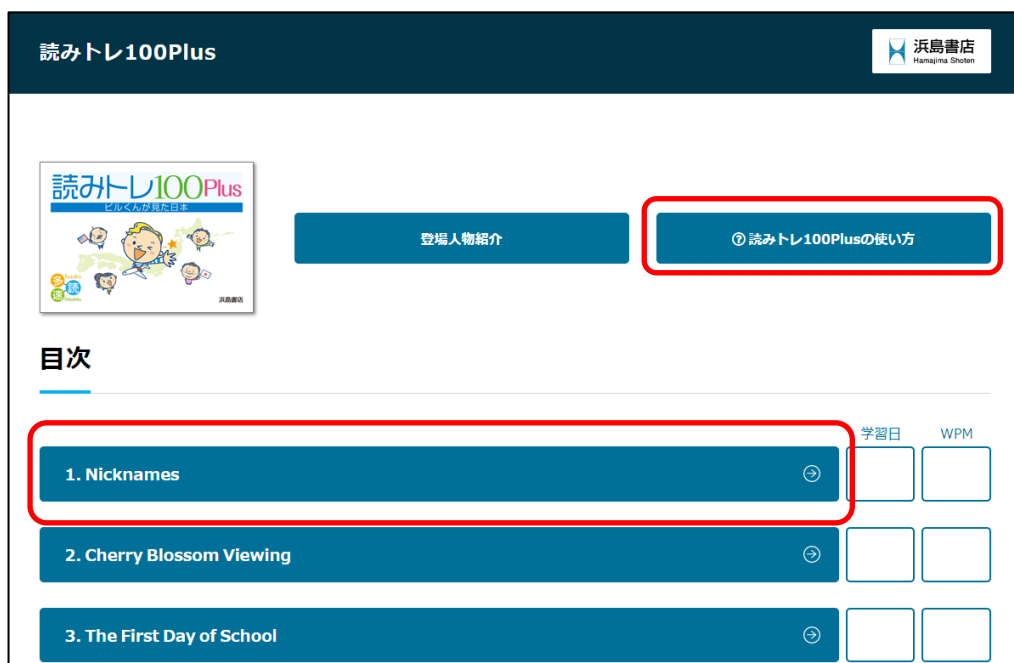 読みトレ100Plus
浜島書店
Hamajima Shoten
読みトレ100Plus
ビルくんが見た日本
多読
速
浜島書店
登場人物紹介
?読みトレ100Plusの使い方
目次
学習日 WPM
1. Nicknames
2. Cherry Blossom Viewing
3. The First Day of School